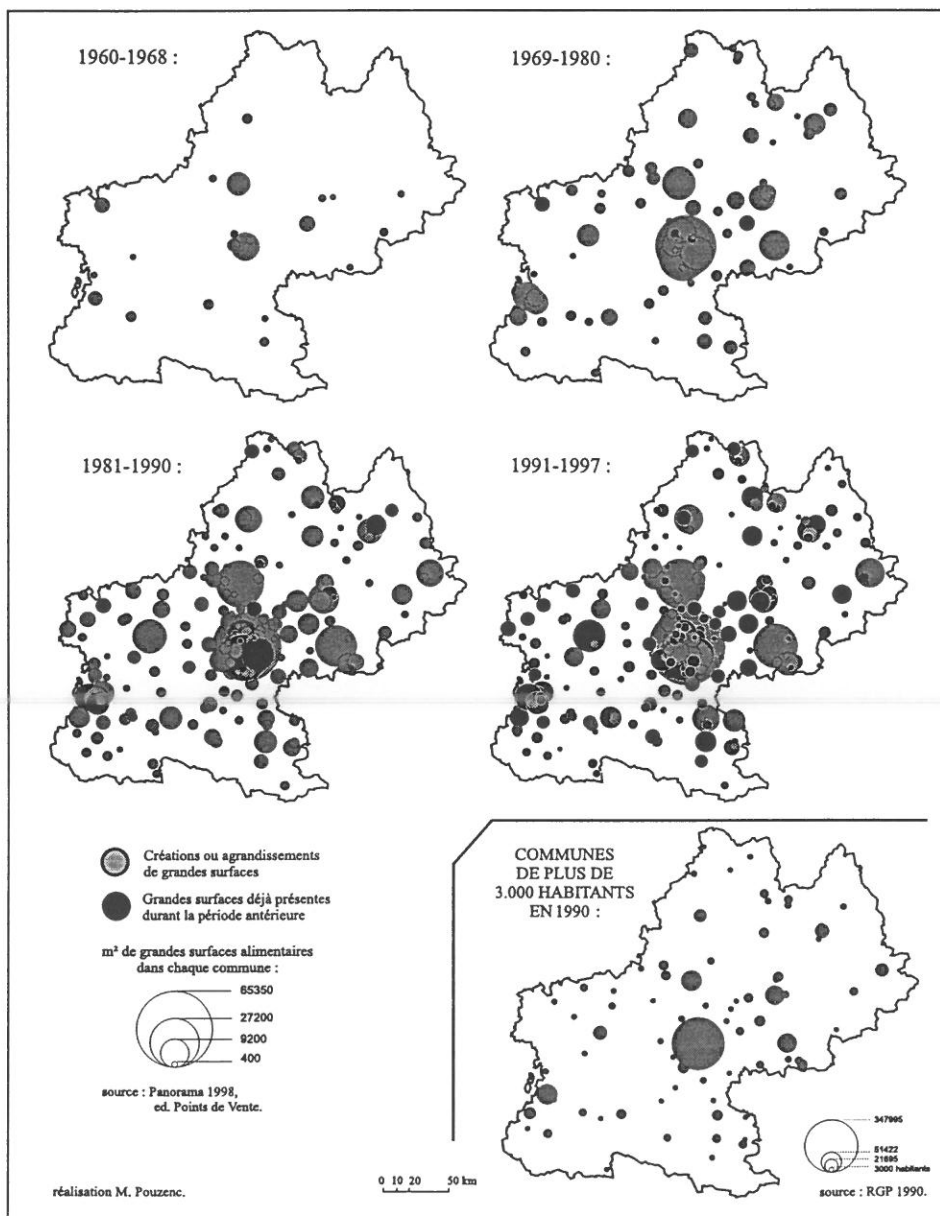 1960-1968 :
1969-1980 :
1981-1990 :
1991-1997 :
Créations ou agrandissements
de grandes surfaces
Grandes surfaces déjà présentes
durant la période antérieure
m² de grandes surfaces alimentaires
dans chaque commune :
65350
27200
9200
400
source : Panorama 1998,
ed. Points de Vente.
réalisation M. Pouzenc.
0 10 20 50 km
COMMUNES
DE PLUS DE
3.000 HABITANTS
EN 1990 :
347995
51422
21695
3000 habitants
source : RGP 1990.